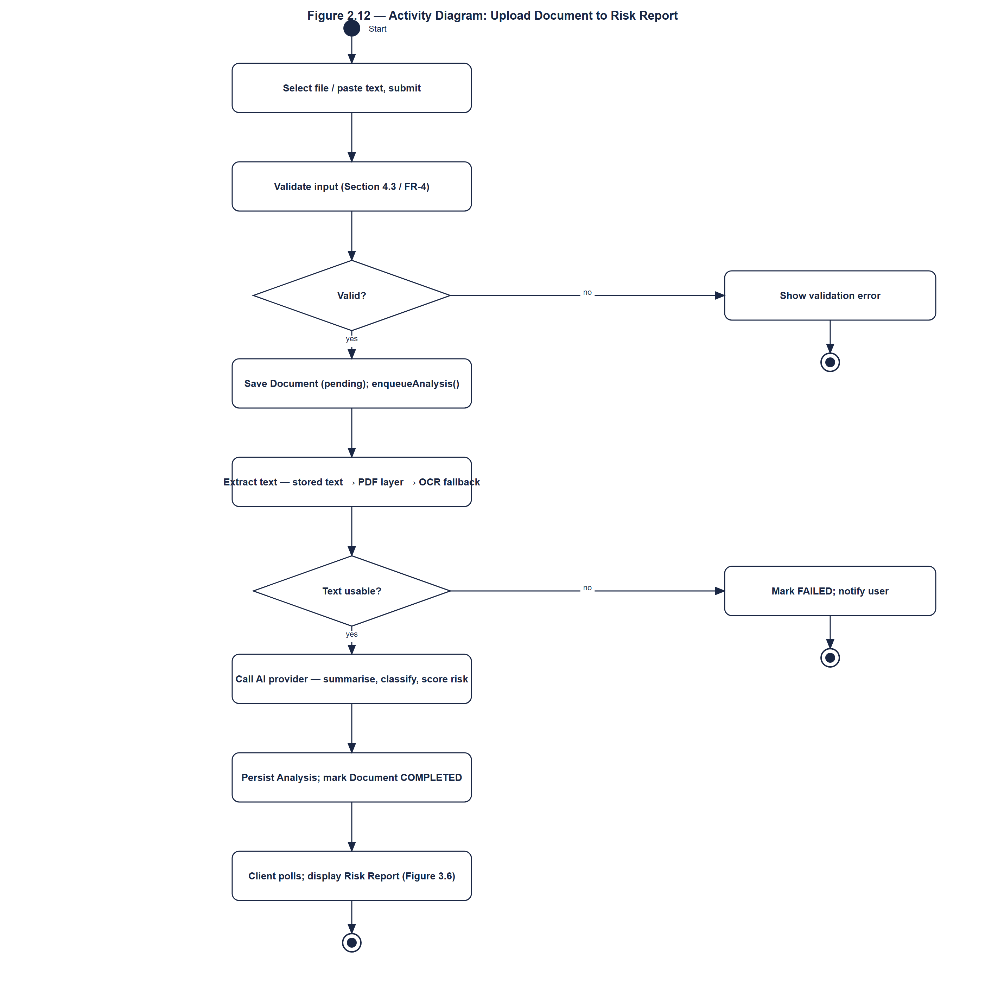 Figure 2.12 — Activity Diagram: Upload Document to Risk Report
Start
Select file / paste text, submit
Validate input (Section 4.3 / FR-4)
Valid?
no
Show validation error
yes
Save Document (pending); enqueueAnalysis()
Extract text — stored text → PDF layer → OCR fallback
Text usable?
no
Mark FAILED; notify user
yes
Call AI provider — summarise, classify, score risk
Persist Analysis; mark Document COMPLETED
Client polls; display Risk Report (Figure 3.6)